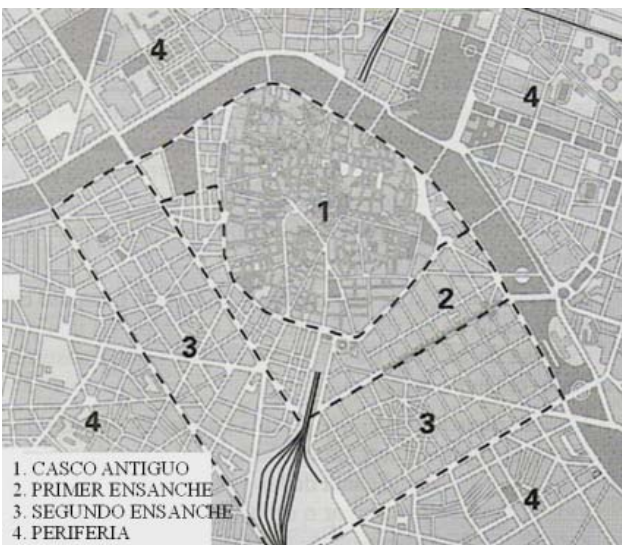 4
4
1
2
3
3
4
4
1. CASCO ANTIGUO
2. PRIMER ENSANCHE
3. SEGUNDO ENSANCHE
4. PERIFERIA